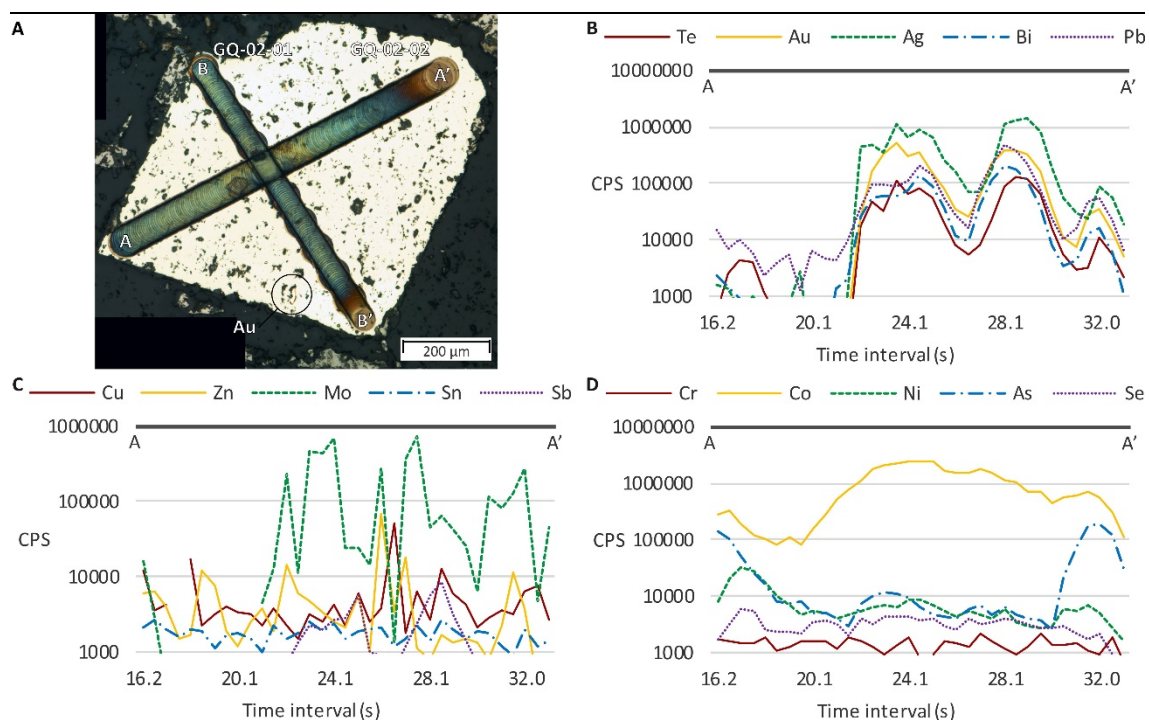 A
GQ-02-01
GQ-02-02
B
A'
A
B'
Au
200 µm
B
Te Au Ag Bi Pb
10000000
A A'
1000000
CPS 100000
10000
1000
16.2 20.1 24.1 28.1 32.0
Time interval (s)
C
Cu Zn Mo Sn Sb
1000000
A A'
100000
CPS
10000
1000
16.2 20.1 24.1 28.1 32.0
Time interval (s)
D
Cr Co Ni As Se
10000000
A A'
1000000
CPS 100000
10000
1000
16.2 20.1 24.1 28.1 32.0
Time interval (s)